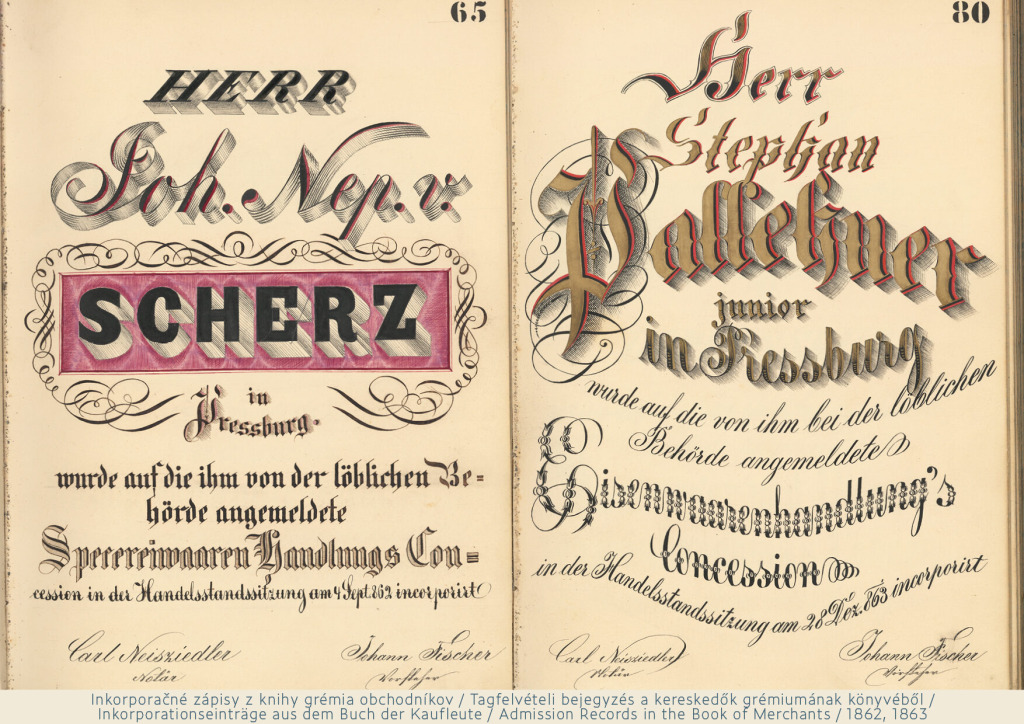 65
HERR
Joh. Nep. v.
SCHERZ
in
Pressburg.
wurde auf die ihm von der löblichen Be=
hörde angemeldete
Specereiwaaren Handlungs Con=
cession in der Handelsstandssitzung am 4 Sept. 862 incorporirt
Carl Neisziedler
Notär
Johann Fischer
Vorsteher
80
Herr
Stephan
Pallehner
junior
in Pressburg
wurde auf die von ihm bei der löblichen
Behörde angemeldete
Eisenwaarenhandlung's
Concession
in der Handelsstandssitzung am 28 Déz. 863 incorporirt
Carl Neisziedler
Notär
Johann Fischer
Vorsteher
Inkorporačné zápisy z knihy grémia obchodníkov / Tagfelvételi bejegyzés a kereskedők grémiumának könyvéből /
Inkorporationseinträge aus dem Buch der Kaufleute / Admission Records in the Book of Merchants / 1862, 1863